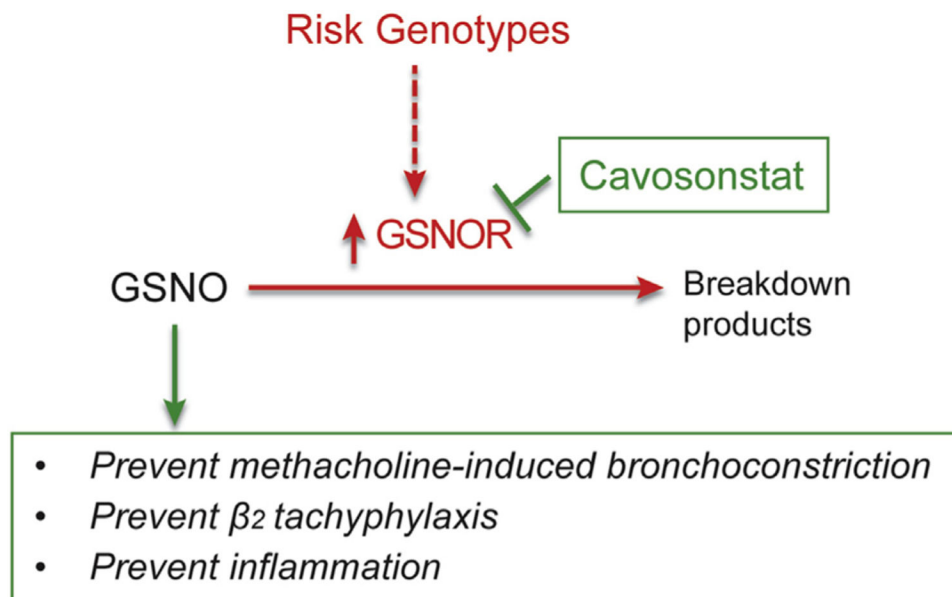 Risk Genotypes
Cavosonstat
GSNOR
GSNO
Breakdown
products
• Prevent methacholine-induced bronchoconstriction
• Prevent β2 tachyphylaxis
• Prevent inflammation